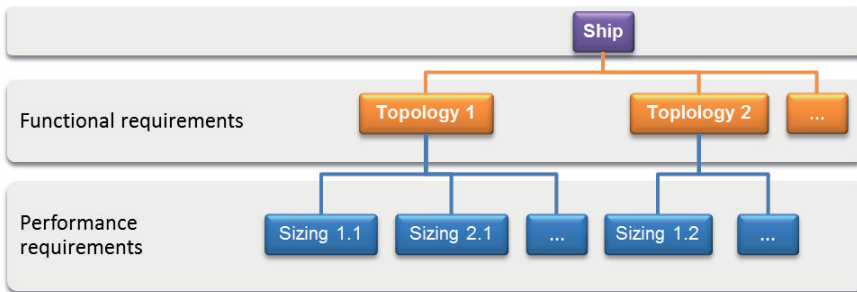 Ship
Functional requirements
Topology 1
Toplology 2
...
Performance
requirements
Sizing 1.1
Sizing 2.1
...
Sizing 1.2
...